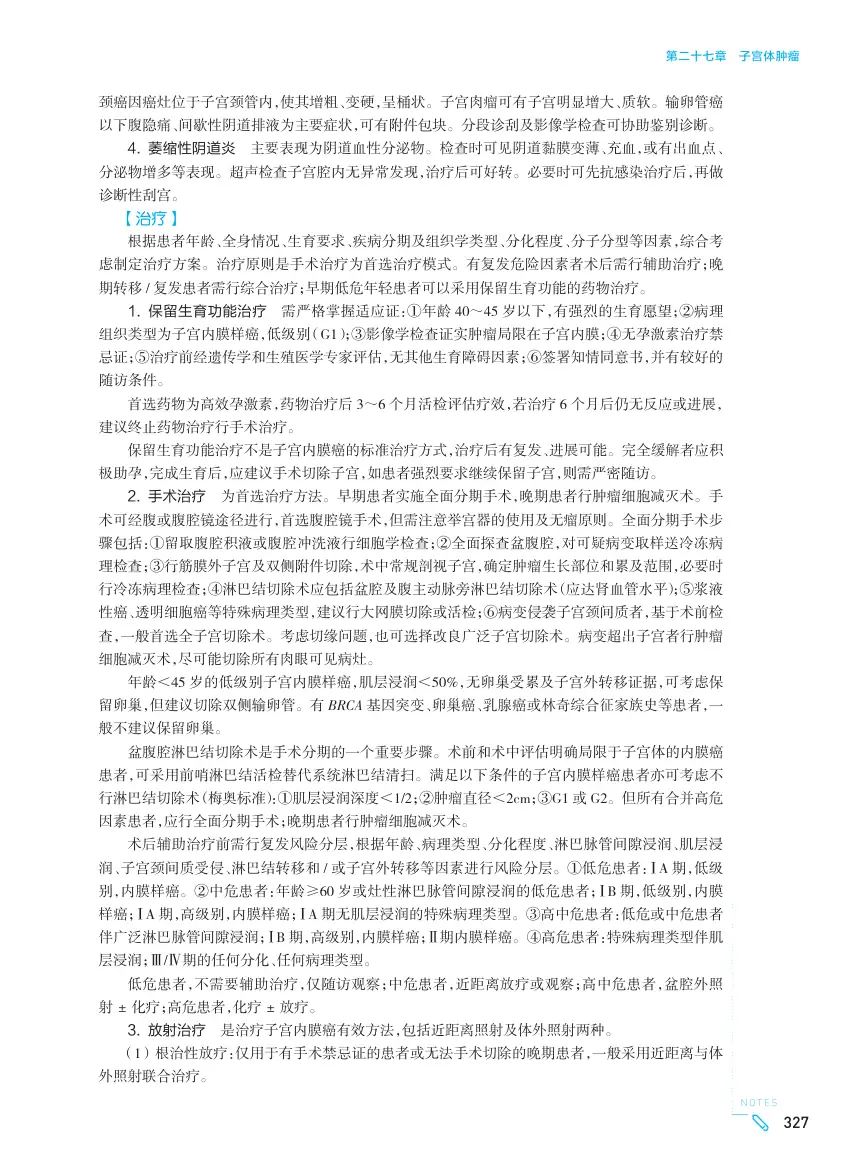 第二十七章 子宫体肿瘤
颈癌因癌灶位于子宫颈管内,使其增粗、变硬,呈桶状。子宫肉瘤可有子宫明显增大、质软。输卵管癌
以下腹隐痛、间歇性阴道排液为主要症状,可有附件包块。分段诊刮及影像学检查可协助鉴别诊断。
4. 萎缩性阴道炎 主要表现为阴道血性分泌物。检查时可见阴道黏膜变薄、充血,或有出血点、
分泌物增多等表现。超声检查子宫腔内无异常发现,治疗后可好转。必要时可先抗感染治疗后,再做
诊断性刮宫。
【治疗】
根据患者年龄、全身情况、生育要求、疾病分期及组织学类型、分化程度、分子分型等因素,综合考
虑制定治疗方案。治疗原则是手术治疗为首选治疗模式。有复发危险因素者术后需行辅助治疗;晚
期转移 / 复发患者需行综合治疗;早期低危年轻患者可以采用保留生育功能的药物治疗。
1. 保留生育功能治疗 需严格掌握适应证:①年龄 40～45 岁以下,有强烈的生育愿望;②病理
组织类型为子宫内膜样癌,低级别(G1);③影像学检查证实肿瘤局限在子宫内膜;④无孕激素治疗禁
忌证;⑤治疗前经遗传学和生殖医学专家评估,无其他生育障碍因素;⑥签署知情同意书,并有较好的
随访条件。
首选药物为高效孕激素,药物治疗后 3～6 个月活检评估疗效,若治疗 6 个月后仍无反应或进展,
建议终止药物治疗行手术治疗。
保留生育功能治疗不是子宫内膜癌的标准治疗方式,治疗后有复发、进展可能。完全缓解者应积
极助孕,完成生育后,应建议手术切除子宫,如患者强烈要求继续保留子宫,则需严密随访。
2. 手术治疗 为首选治疗方法。早期患者实施全面分期手术,晚期患者行肿瘤细胞减灭术。手
术可经腹或腹腔镜途径进行,首选腹腔镜手术,但需注意举宫器的使用及无瘤原则。全面分期手术步
骤包括:①留取腹腔积液或腹腔冲洗液行细胞学检查;②全面探查盆腹腔,对可疑病变取样送冷冻病
理检查;③行筋膜外子宫及双侧附件切除,术中常规剖视子宫,确定肿瘤生长部位和累及范围,必要时
行冷冻病理检查;④淋巴结切除术应包括盆腔及腹主动脉旁淋巴结切除术(应达肾血管水平);⑤浆液
性癌、透明细胞癌等特殊病理类型,建议行大网膜切除或活检;⑥病变侵袭子宫颈间质者,基于术前检
查,一般首选全子宫切除术。考虑切缘问题,也可选择改良广泛子宫切除术。病变超出子宫者行肿瘤
细胞减灭术,尽可能切除所有肉眼可见病灶。
年龄＜45 岁的低级别子宫内膜样癌,肌层浸润＜50%,无卵巢受累及子宫外转移证据,可考虑保
留卵巢,但建议切除双侧输卵管。有 BRCA 基因突变、卵巢癌、乳腺癌或林奇综合征家族史等患者,一
般不建议保留卵巢。
盆腹腔淋巴结切除术是手术分期的一个重要步骤。术前和术中评估明确局限于子宫体的内膜癌
患者,可采用前哨淋巴结活检替代系统淋巴结清扫。满足以下条件的子宫内膜样癌患者亦可考虑不
行淋巴结切除术(梅奥标准):①肌层浸润深度＜1/2;②肿瘤直径＜2cm;③G1 或 G2。但所有合并高危
因素患者,应行全面分期手术;晚期患者行肿瘤细胞减灭术。
术后辅助治疗前需行复发风险分层,根据年龄、病理类型、分化程度、淋巴脉管间隙浸润、肌层浸
润、子宫颈间质受侵、淋巴结转移和 / 或子宫外转移等因素进行风险分层。①低危患者:ⅠA 期,低级
别,内膜样癌。②中危患者:年龄≥60 岁或灶性淋巴脉管间隙浸润的低危患者;ⅠB 期,低级别,内膜
样癌;ⅠA 期,高级别,内膜样癌;ⅠA 期无肌层浸润的特殊病理类型。③高中危患者:低危或中危患者
伴广泛淋巴脉管间隙浸润;ⅠB 期,高级别,内膜样癌;Ⅱ期内膜样癌。④高危患者:特殊病理类型伴肌
层浸润;Ⅲ/Ⅳ期的任何分化、任何病理类型。
低危患者,不需要辅助治疗,仅随访观察;中危患者,近距离放疗或观察;高中危患者,盆腔外照
射 ± 化疗;高危患者,化疗 ± 放疗。
3. 放射治疗 是治疗子宫内膜癌有效方法,包括近距离照射及体外照射两种。
(1)根治性放疗:仅用于有手术禁忌证的患者或无法手术切除的晚期患者,一般采用近距离与体
外照射联合治疗。
NOTES
327